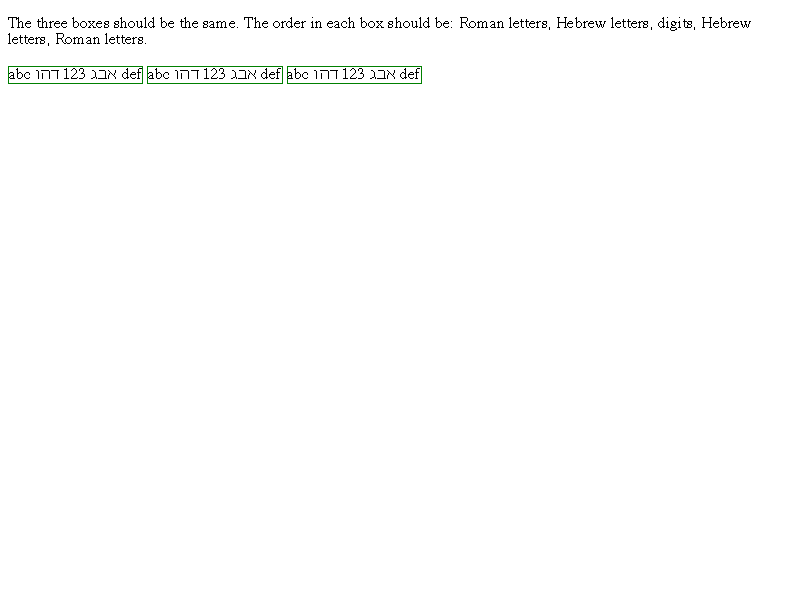 The three boxes should be the same. The order in each box should be: Roman letters, Hebrew letters, digits, Hebrew
letters, Roman letters.
abc אבג 123 דהו def abc אבג 123 דהו def abc אבג 123 דהו def